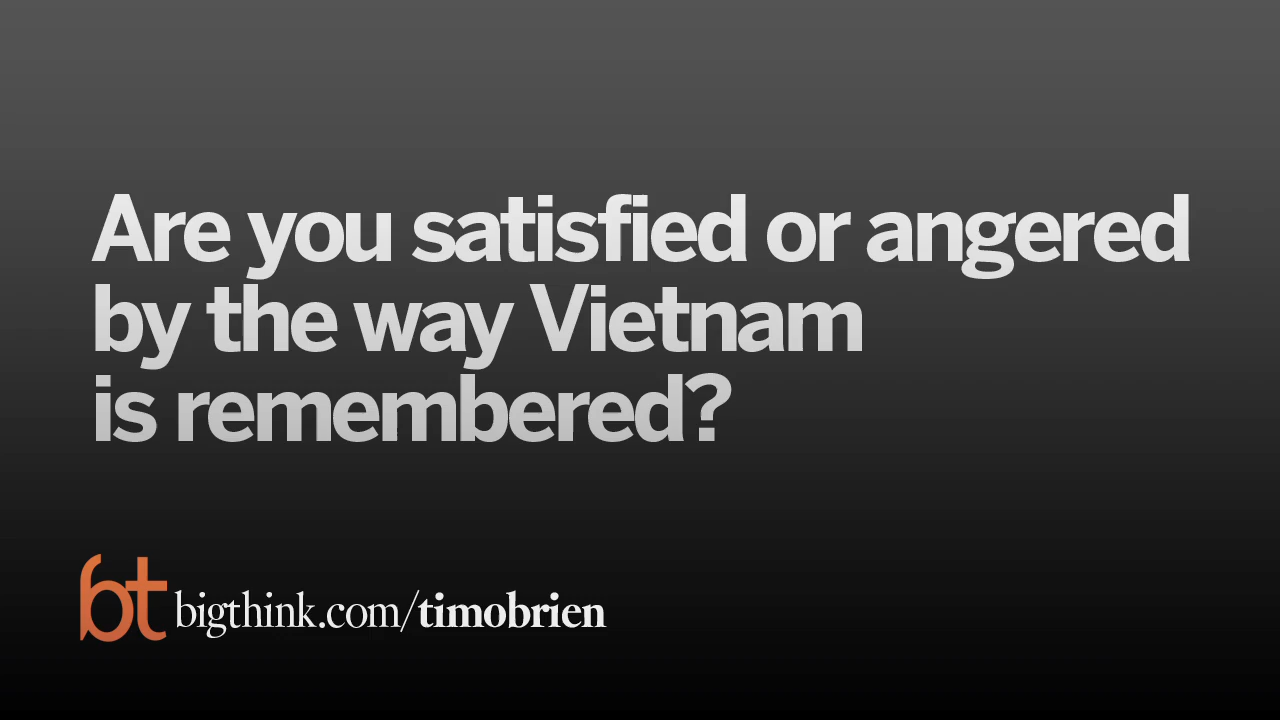 Are you satisfied or angered
by the way Vietnam
is remembered?
bt bigthink.com/timobrien